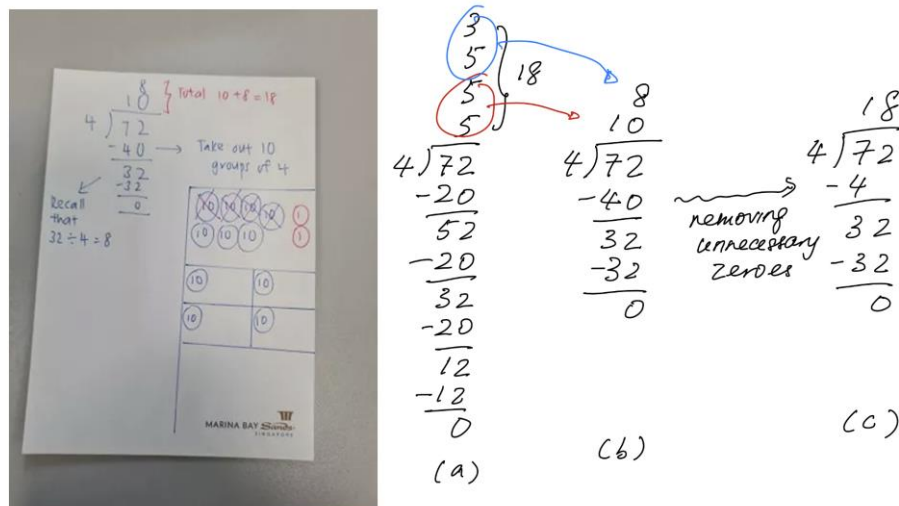 8
10 } Total 10 + 8 = 18
4 ) 72
- 40 → Take out 10
groups of 4
32
- 32
0
Recall
that
32 ÷ 4 = 8
10 10 10 10 1
10 10 10 1
10 10
10 10
MARINA BAY Sands
SINGAPORE
3
5
5
5
18
4 ) 72
- 20
52
- 20
32
- 20
12
- 12
0
(a)
8
10
4 ) 72
- 40
32
- 32
0
(b)
removing
unnecessary
zeroes
18
4 ) 72
- 4
32
- 32
0
(c)